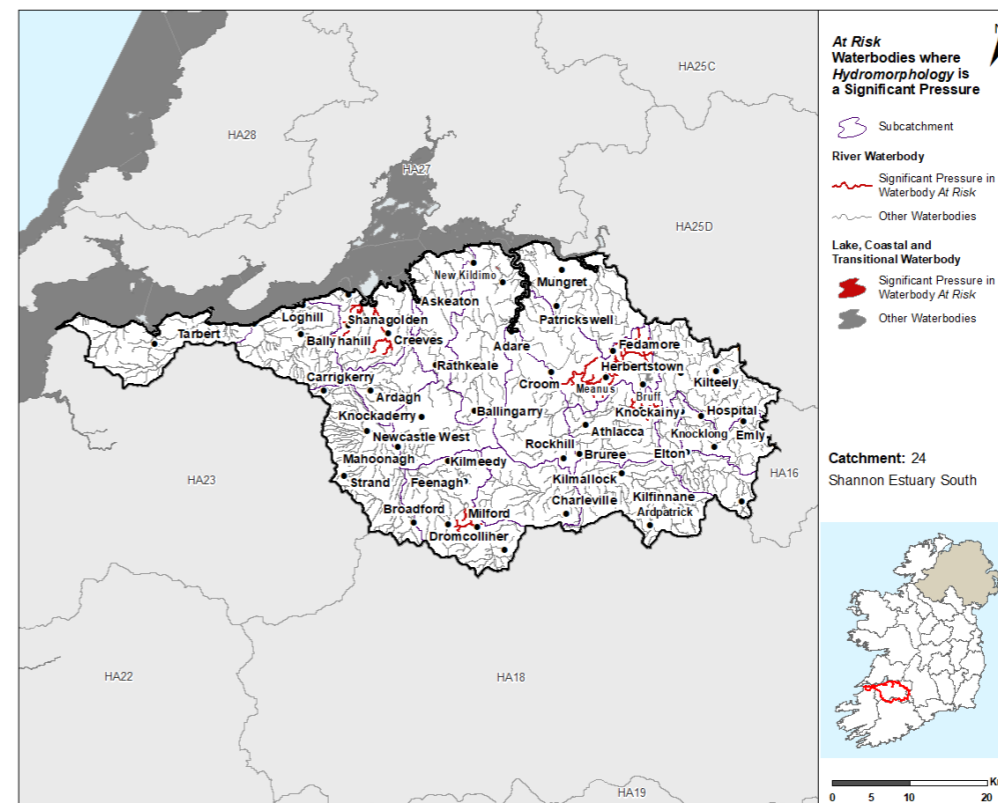 HA25C
HA28
HA27
HA25D
New Kildimo
Mungret
Askeaton
Loghill
Shanagolden
Patrickswell
Tarbert
Ballyhahill
Creeves
Adare
Fedamore
Rathkeale
Herbertstown
Carrigkerry
Croom
Meanus
Kilteely
Ardagh
Bruff
Knockaderry
Ballingarry
Knockainy
Hospital
Newcastle West
Athlacca
Knocklong
Emly
Rockhill
Mahoonagh
Kilmeedy
Bruree
Elton
HA16
HA23
Strand
Feenagh
Kilmallock
Broadford
Charleville
Kilfinnane
Milford
Ardpatrick
Dromcolliher
HA22
HA18
HA19
At Risk
Waterbodies where
Hydromorphology is
a Significant Pressure
Subcatchment
River Waterbody
Significant Pressure in
Waterbody At Risk
Other Waterbodies
Lake, Coastal and
Transitional Waterbody
Significant Pressure in
Waterbody At Risk
Other Waterbodies
Catchment: 24
Shannon Estuary South
0 5 10 20